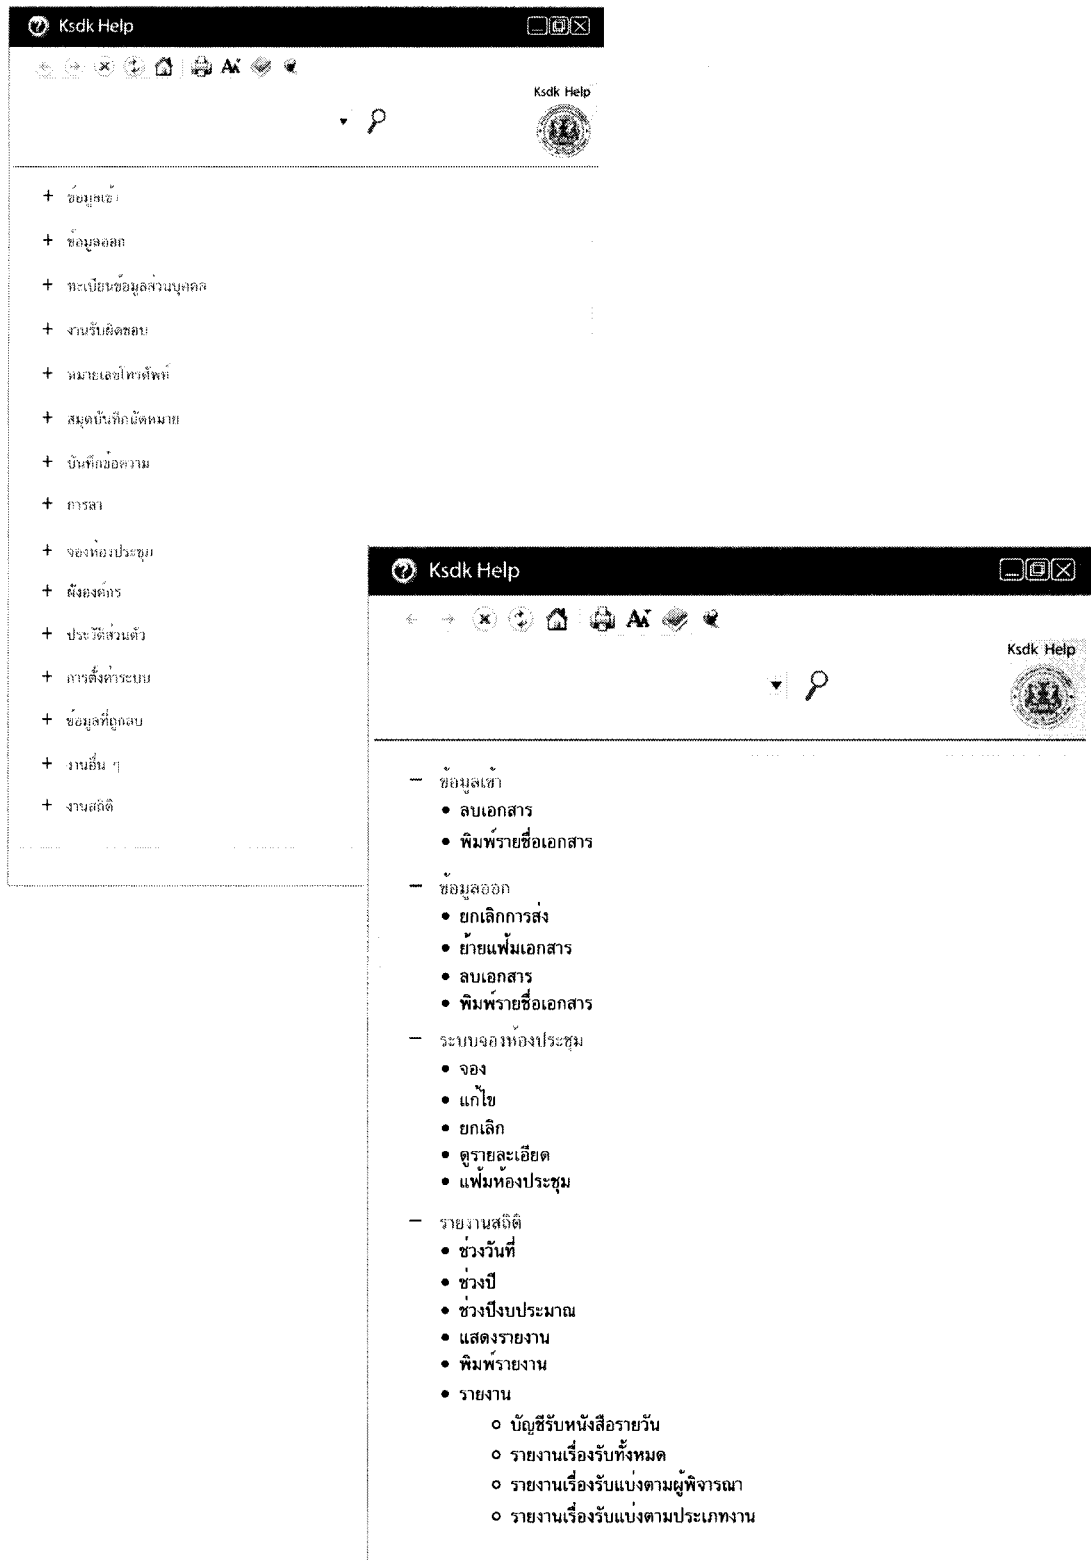 Ksdk Help
Ksdk Help
+ ข้อมูลเข้า
+ ข้อมูลออก
+ ทะเบียนข้อมูลส่วนบุคคล
+ งานรับผิดชอบ
+ หมายเลขโทรศัพท์
+ สมุดบันทึกนัดหมาย
+ บันทึกข้อความ
+ การลา
+ จองห้องประชุม
+ ผังองค์กร
+ ประวัติส่วนตัว
+ การตั้งค่าระบบ
+ ข้อมูลที่ถูกลบ
+ งานอื่น ๆ
+ งานสถิติ
Ksdk Help
Ksdk Help
– ข้อมูลเข้า
• ลบเอกสาร
• พิมพ์รายชื่อเอกสาร
– ข้อมูลออก
• ยกเลิกการส่ง
• ย้ายแฟ้มเอกสาร
• ลบเอกสาร
• พิมพ์รายชื่อเอกสาร
– ระบบจองห้องประชุม
• จอง
• แก้ไข
• ยกเลิก
• ดูรายละเอียด
• แฟ้มห้องประชุม
– รายงานสถิติ
• ช่วงวันที่
• ช่วงปี
• ช่วงปีงบประมาณ
• แสดงรายงาน
• พิมพ์รายงาน
• รายงาน
o บัญชีรับหนังสือรายวัน
o รายงานเรื่องรับทั้งหมด
o รายงานเรื่องรับแบ่งตามผู้พิจารณา
o รายงานเรื่องรับแบ่งตามประเภทงาน